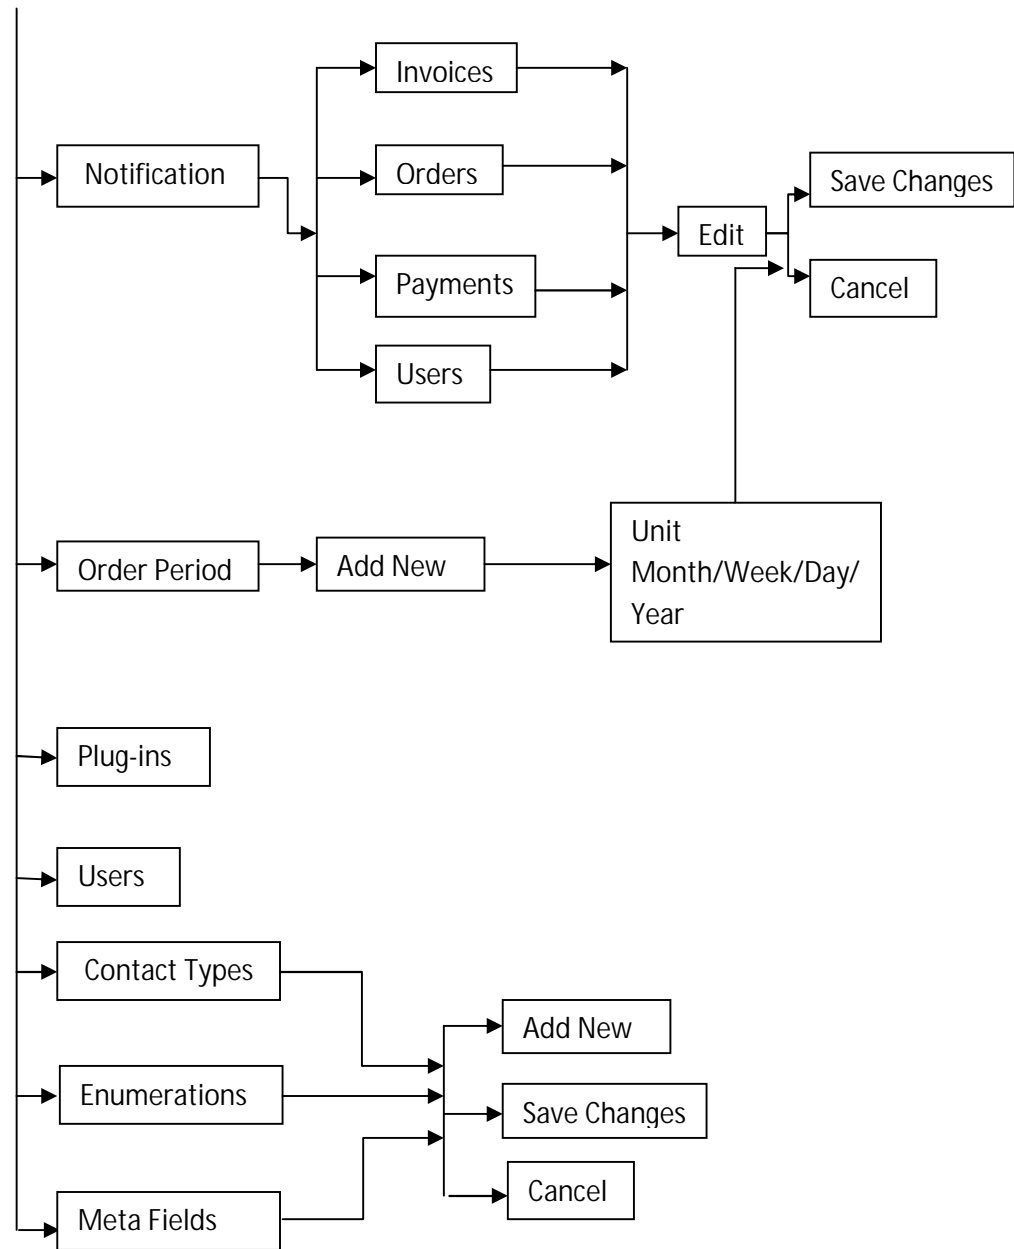 Invoices
Notification
Orders
Save Changes
Edit
Payments
Cancel
Users
Unit
Order Period
Add New
Month/Week/Day/
Year
Plug-ins
Users
Contact Types
Add New
Enumerations
Save Changes
Cancel
Meta Fields